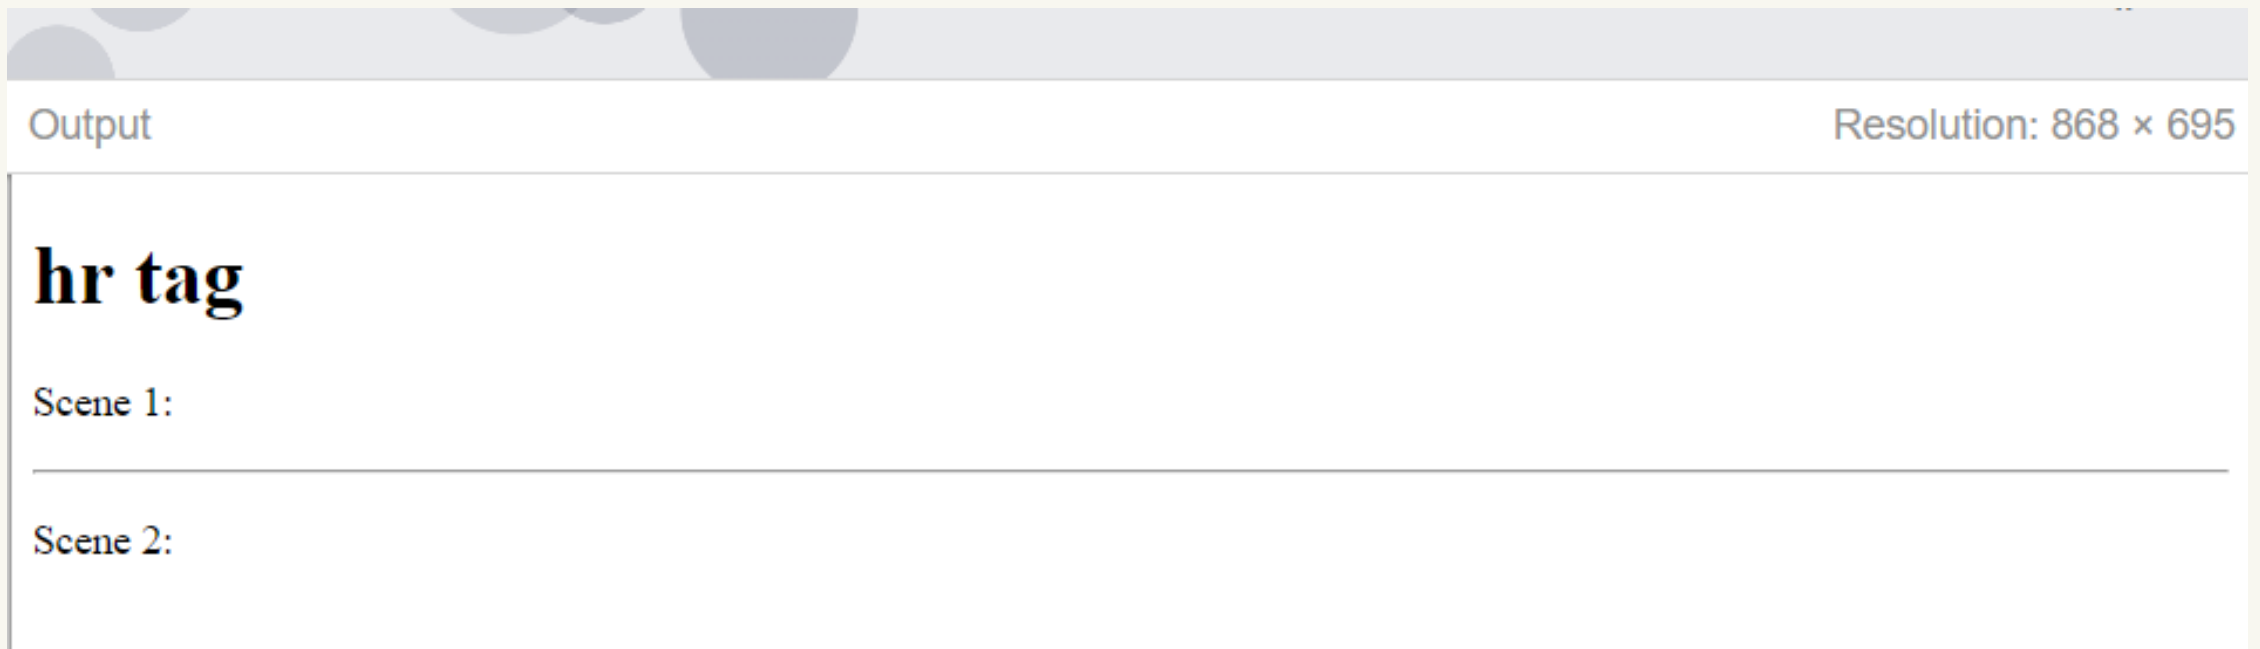 Output
Resolution: 868 × 695
hr tag
Scene 1:
Scene 2: